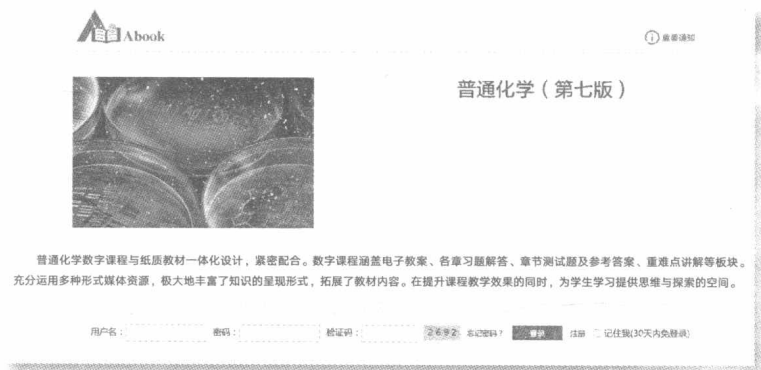 Abook
重要通知
普通化学（第七版）
普通化学数字课程与纸质教材一体化设计，紧密配合。数字课程涵盖电子教案、各章习题解答、章节测试题及参考答案、重难点讲解等板块。
充分运用多种形式媒体资源，极大地丰富了知识的呈现形式，拓展了教材内容。在提升课程教学效果的同时，为学生学习提供思维与探索的空间。
用户名： 密码： 验证码： 2692 忘记密码？ 登录 注册 记住我(30天内免登录)